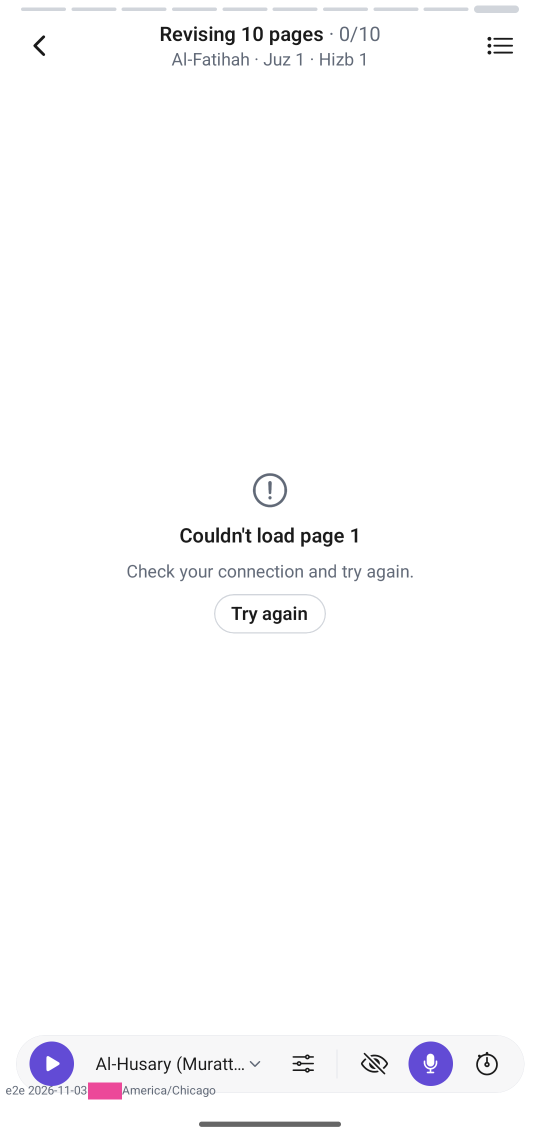 Revising 10 pages · 0/10
Al-Fatihah · Juz 1 · Hizb 1
Couldn't load page 1
Check your connection and try again.
Try again
Al-Husary (Muratt...
e2e 2026-11-03 America/Chicago